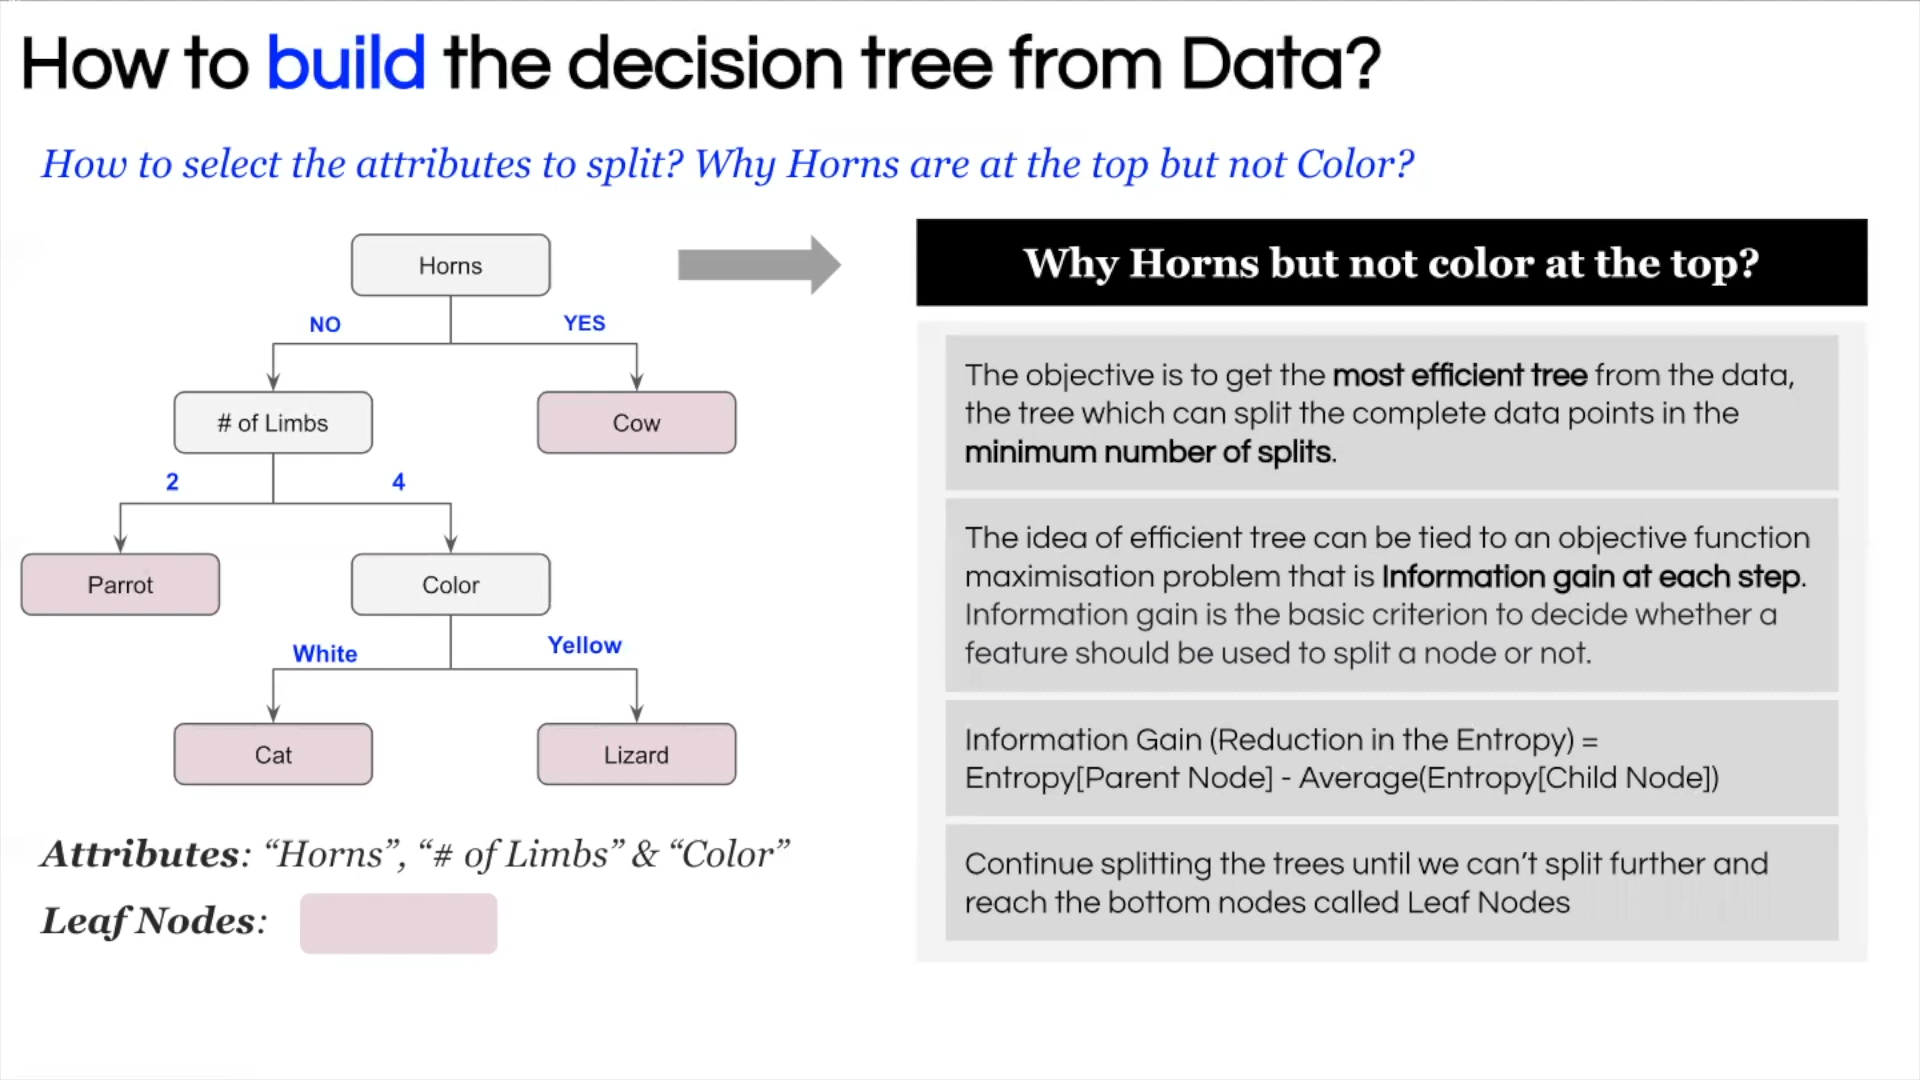 How to build the decision tree from Data?
How to select the attributes to split? Why Horns are at the top but not Color?
Horns
NO
YES
# of Limbs
Cow
2
4
Parrot
Color
White
Yellow
Cat
Lizard
Attributes: “Horns”, “# of Limbs” & “Color”
Leaf Nodes:
Why Horns but not color at the top?
The objective is to get the most efficient tree from the data,
the tree which can split the complete data points in the
minimum number of splits.
The idea of efficient tree can be tied to an objective function
maximisation problem that is Information gain at each step.
Information gain is the basic criterion to decide whether a
feature should be used to split a node or not.
Information Gain (Reduction in the Entropy) =
Entropy[Parent Node] - Average(Entropy[Child Node])
Continue splitting the trees until we can’t split further and
reach the bottom nodes called Leaf Nodes